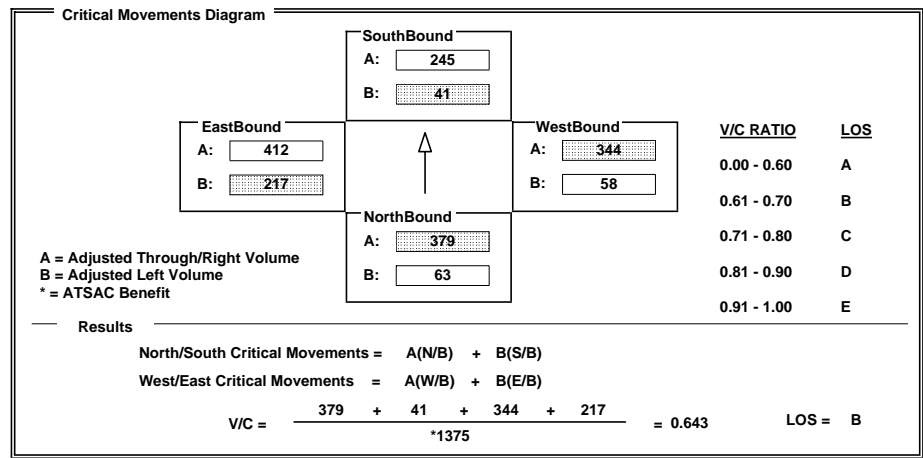 Critical Movements Diagram
SouthBound
A: 245
B: 41
EastBound
A: 412
B: 217
WestBound
A: 344
B: 58
NorthBound
A: 379
B: 63
V/C RATIO LOS
0.00 - 0.60 A
0.61 - 0.70 B
0.71 - 0.80 C
0.81 - 0.90 D
0.91 - 1.00 E
A = Adjusted Through/Right Volume
B = Adjusted Left Volume
* = ATSAC Benefit
Results
North/South Critical Movements = A(N/B) + B(S/B)
West/East Critical Movements = A(W/B) + B(E/B)
V/C = 379 + 41 + 344 + 217 = 0.643 LOS = B
*1375